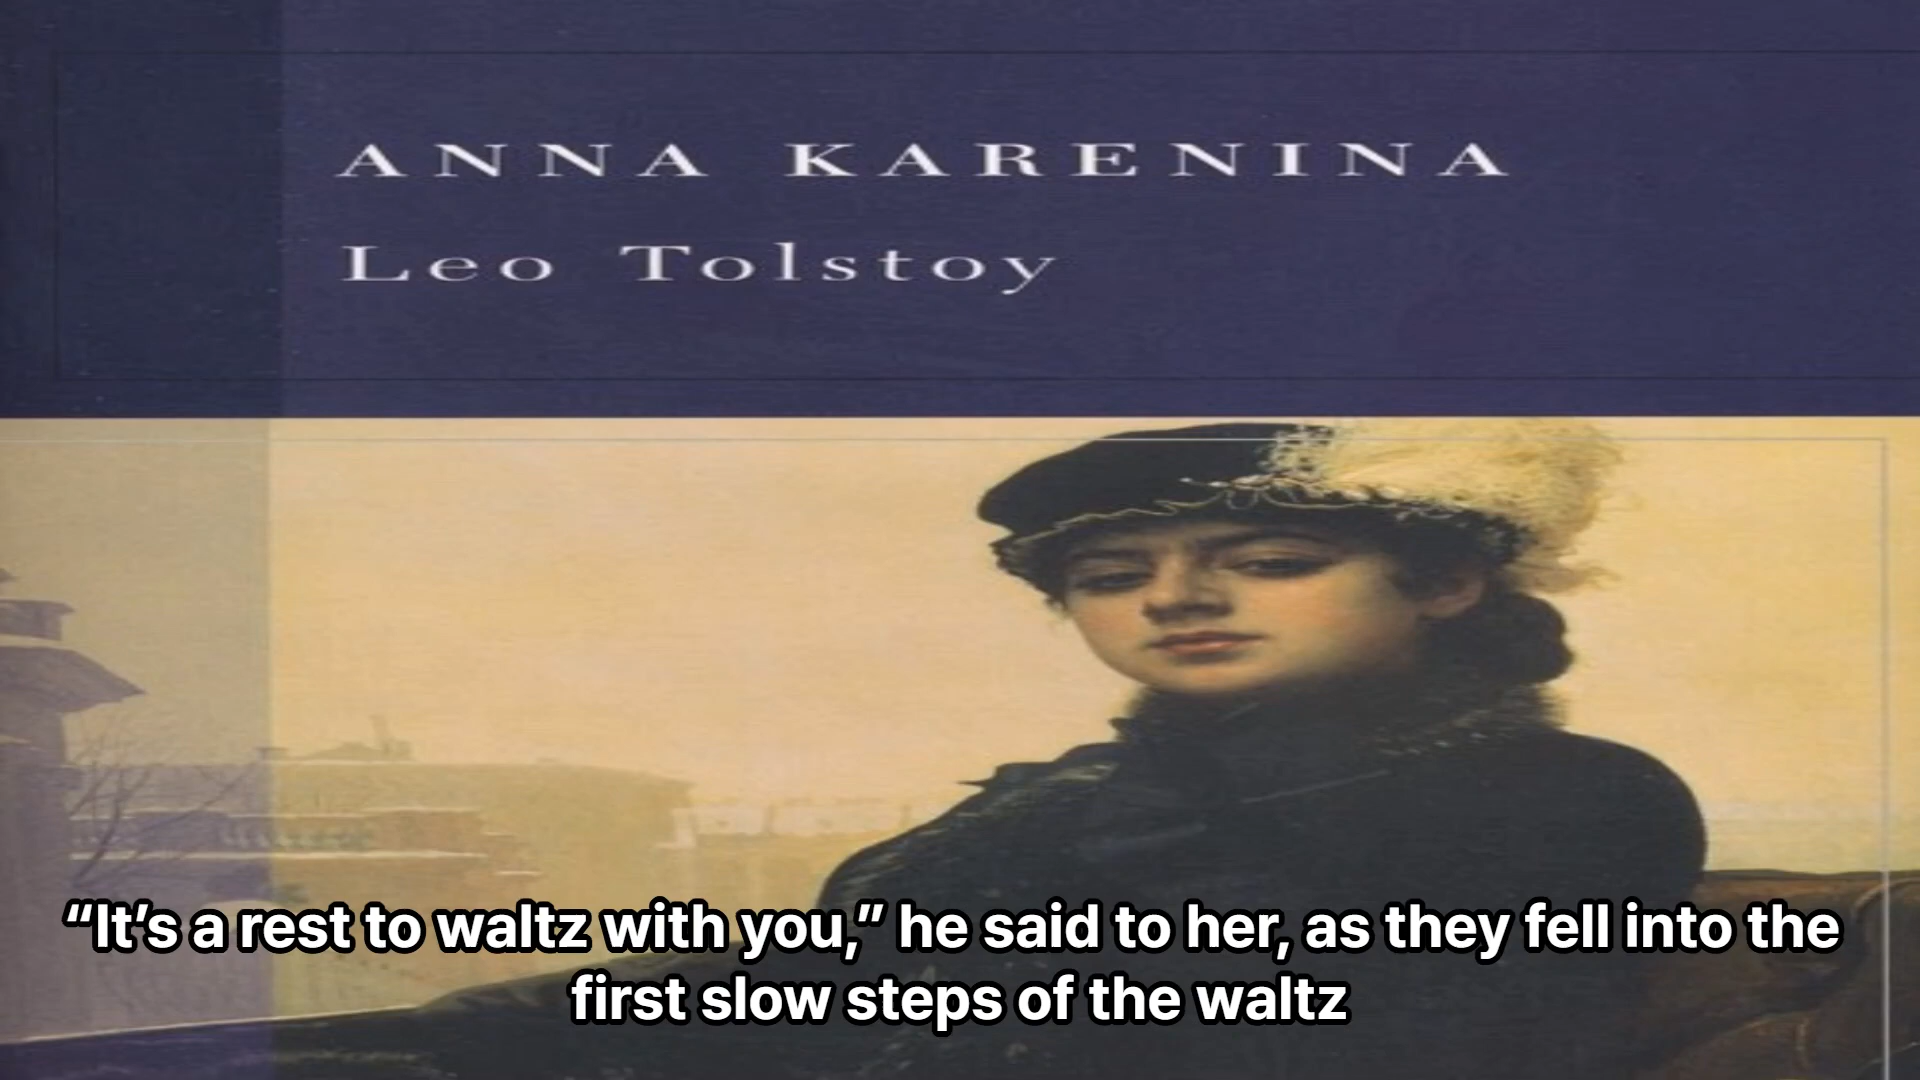 ANNA KARENINA
Leo Tolstoy
“It’s a rest to waltz with you,” he said to her, as they fell into the
first slow steps of the waltz